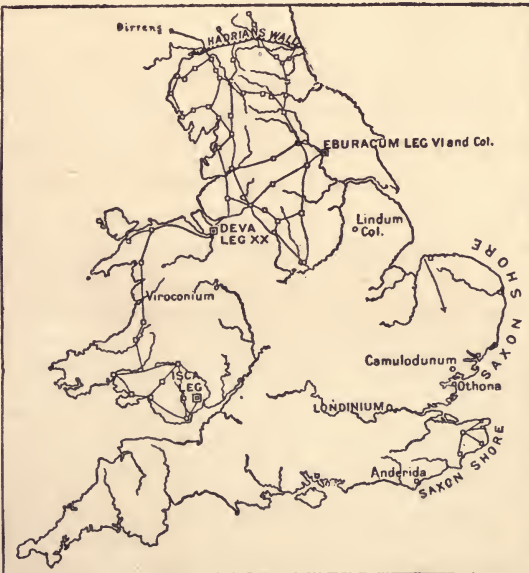 Birrens
HADRIANS WALL
EBURACUM LEG VI and Col.
DEVA
LEG XX
Lindum
Col.
SAXON SHORE
Viroconium
Camulodunum
Othona
ISCA
LEG
LONDINIUM
Anderida
SAXON SHORE